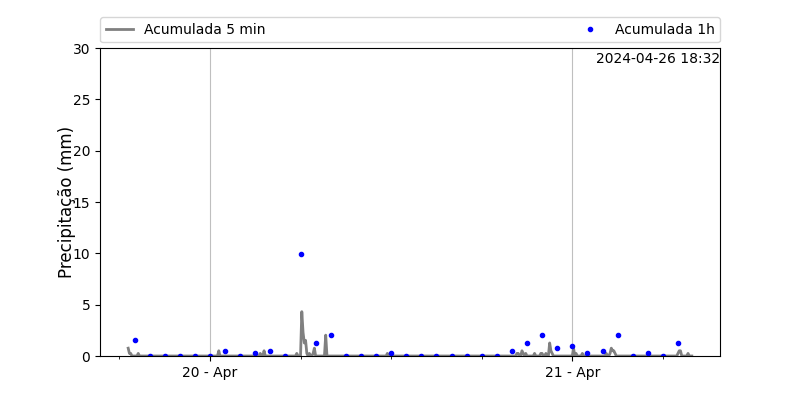 Acumulada 5 min
Acumulada 1h
2024-04-26 18:32
Precipitação (mm)
30
25
20
15
10
5
0
20 - Apr
21 - Apr